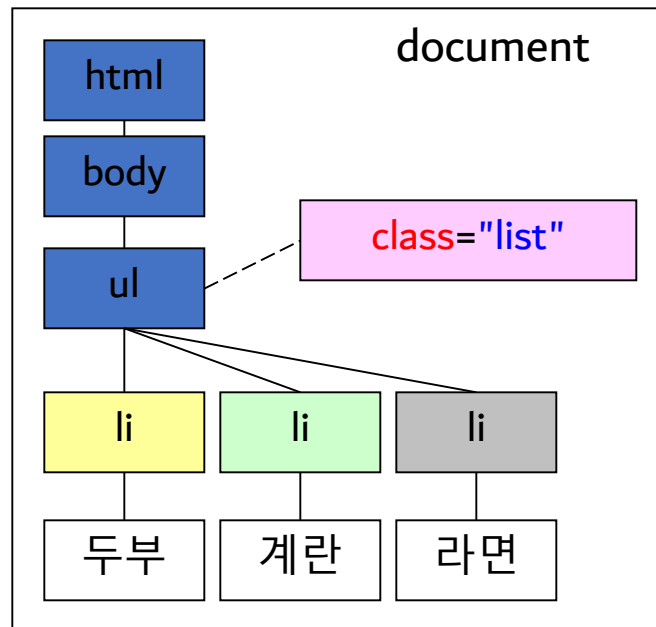 document
html
body
class="list"
ul
li
li
li
두부
계란
라면